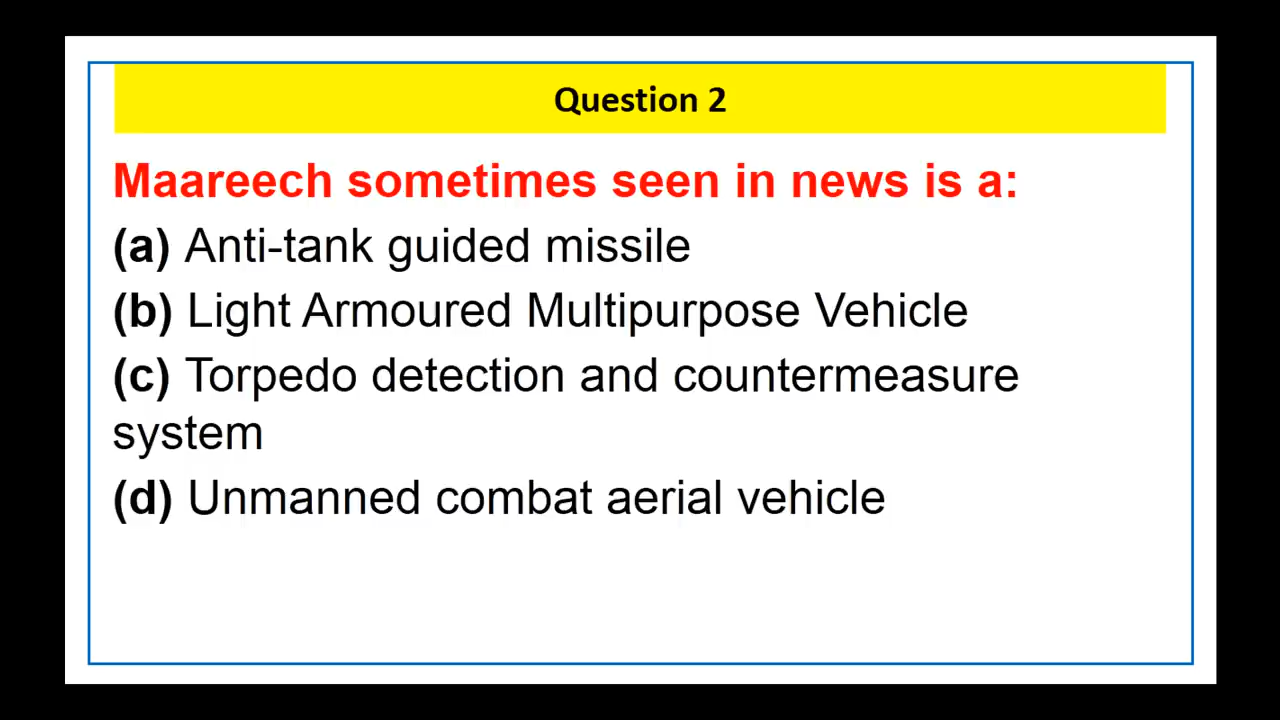 Question 2
Maareech sometimes seen in news is a:
(a) Anti-tank guided missile
(b) Light Armoured Multipurpose Vehicle
(c) Torpedo detection and countermeasure
system
(d) Unmanned combat aerial vehicle